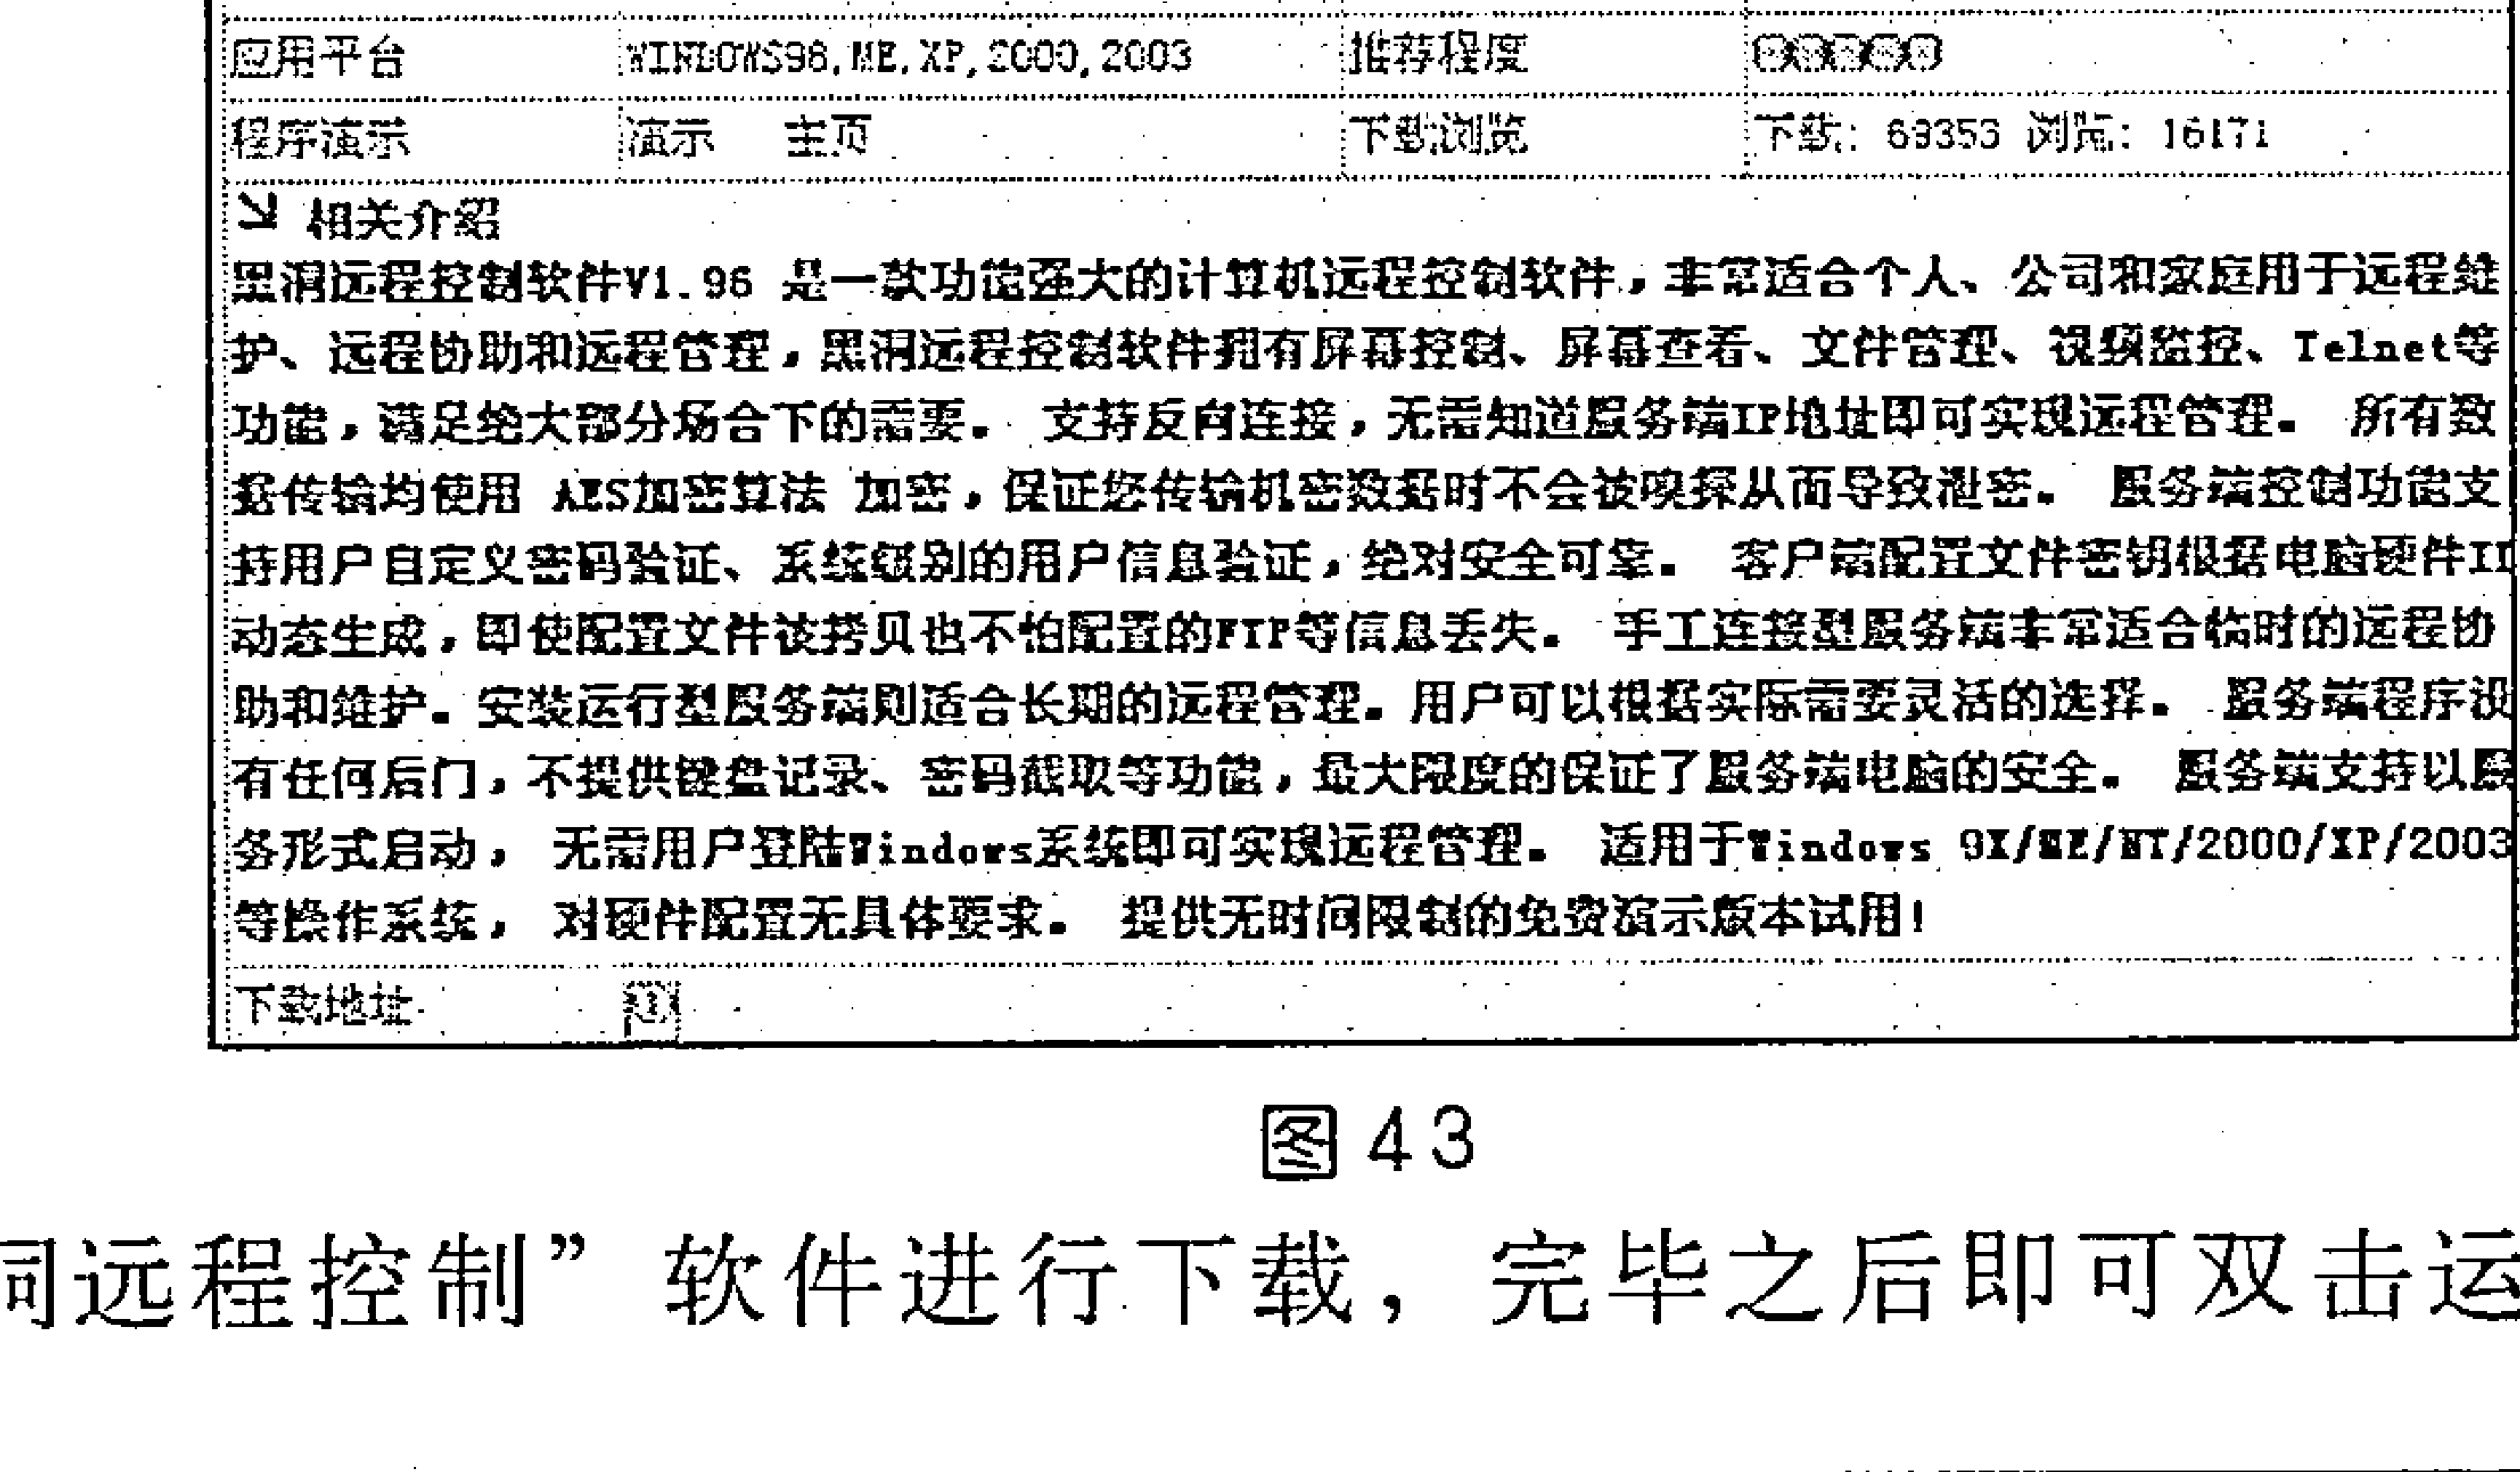 应用平台 WINDOWS98,ME,XP,2000,2003 推荐程度
程序演示 演示 主页 下载浏览 下载: 69353 浏览: 16171
相关介绍
黑洞远程控制软件V1.96 是一款功能强大的计算机远程控制软件，非常适合个人、公司和家庭用于远程维
护、远程协助和远程管理，黑洞远程控制软件拥有屏幕控制、屏幕查看、文件管理、视频监控、Telnet等
功能，满足绝大部分场合下的需要。 支持反向连接，无需知道服务端IP地址即可实现远程管理。 所有数
据传输均使用 AES加密算法 加密，保证您传输机密数据时不会被嗅探从而导致泄密。 服务端控制功能支
持用户自定义密码验证、系统级别的用户信息验证，绝对安全可靠。 客户端配置文件密钥根据电脑硬件ID
动态生成，即使配置文件被拷贝也不怕配置的FTP等信息丢失。 手工连接型服务端非常适合临时的远程协
助和维护。安装运行型服务端则适合长期的远程管理。用户可以根据实际需要灵活的选择。 服务端程序没
有任何后门，不提供键盘记录、密码截取等功能，最大限度的保证了服务端电脑的安全。 服务端支持以服
务形式启动， 无需用户登陆Windows系统即可实现远程管理。 适用于Windows 9X/ME/NT/2000/XP/2003
等操作系统， 对硬件配置无具体要求。 提供无时间限制的免费演示版本试用!
下载地址
图43
洞远程控制”软件进行下载，完毕之后即可双击运